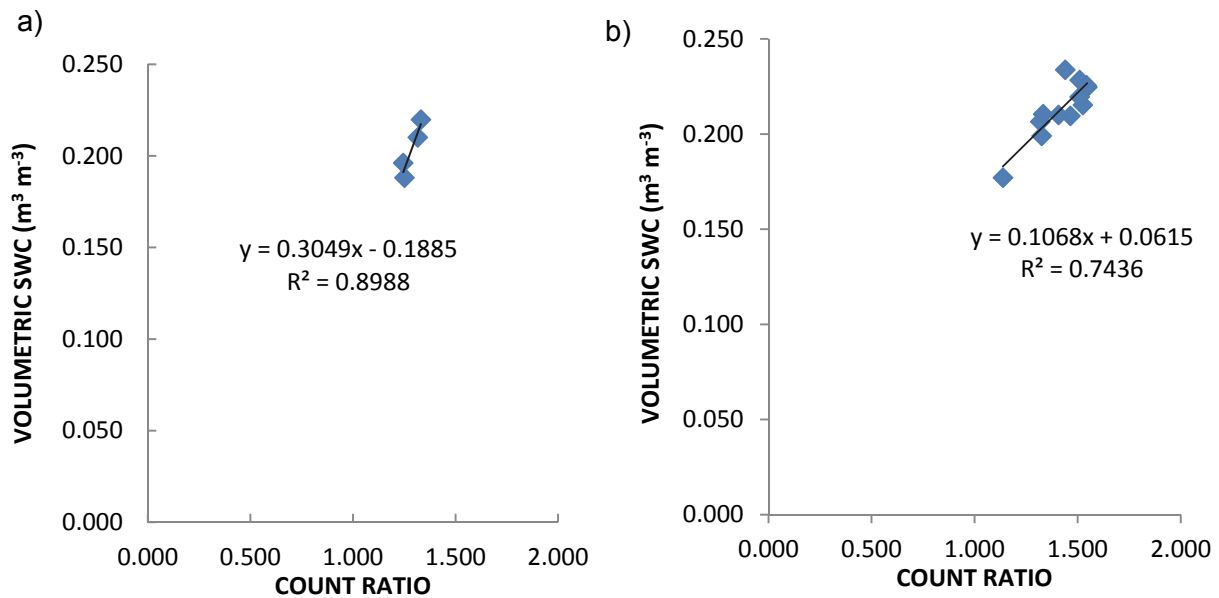 a)
0.250
0.200
0.150
0.100
0.050
0.000
VOLUMETRIC SWC (m³ m⁻³)
y = 0.3049x - 0.1885
R² = 0.8988
0.000 0.500 1.000 1.500 2.000
COUNT RATIO
b)
0.250
0.200
0.150
0.100
0.050
0.000
VOLUMETRIC SWC (m³ m⁻³)
y = 0.1068x + 0.0615
R² = 0.7436
0.000 0.500 1.000 1.500 2.000
COUNT RATIO